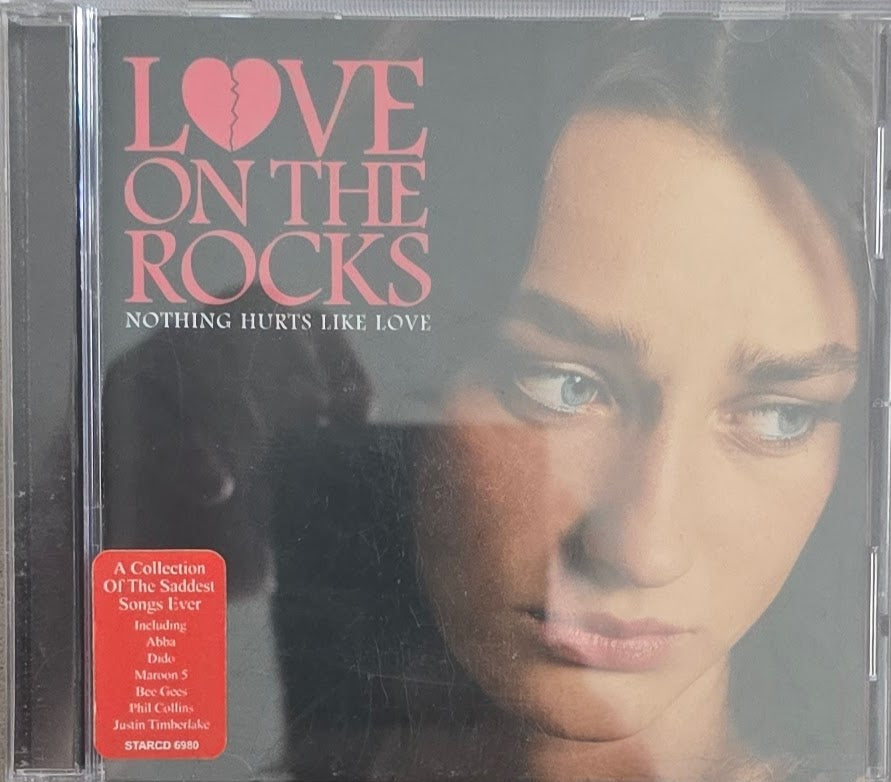 LOVE
ON THE
ROCKS
NOTHING HURTS LIKE LOVE
A Collection
Of The Saddest
Songs Ever
Including
Abba
Dido
Maroon 5
Bee Gees
Phil Collins
Justin Timberlake
STARCD 6980